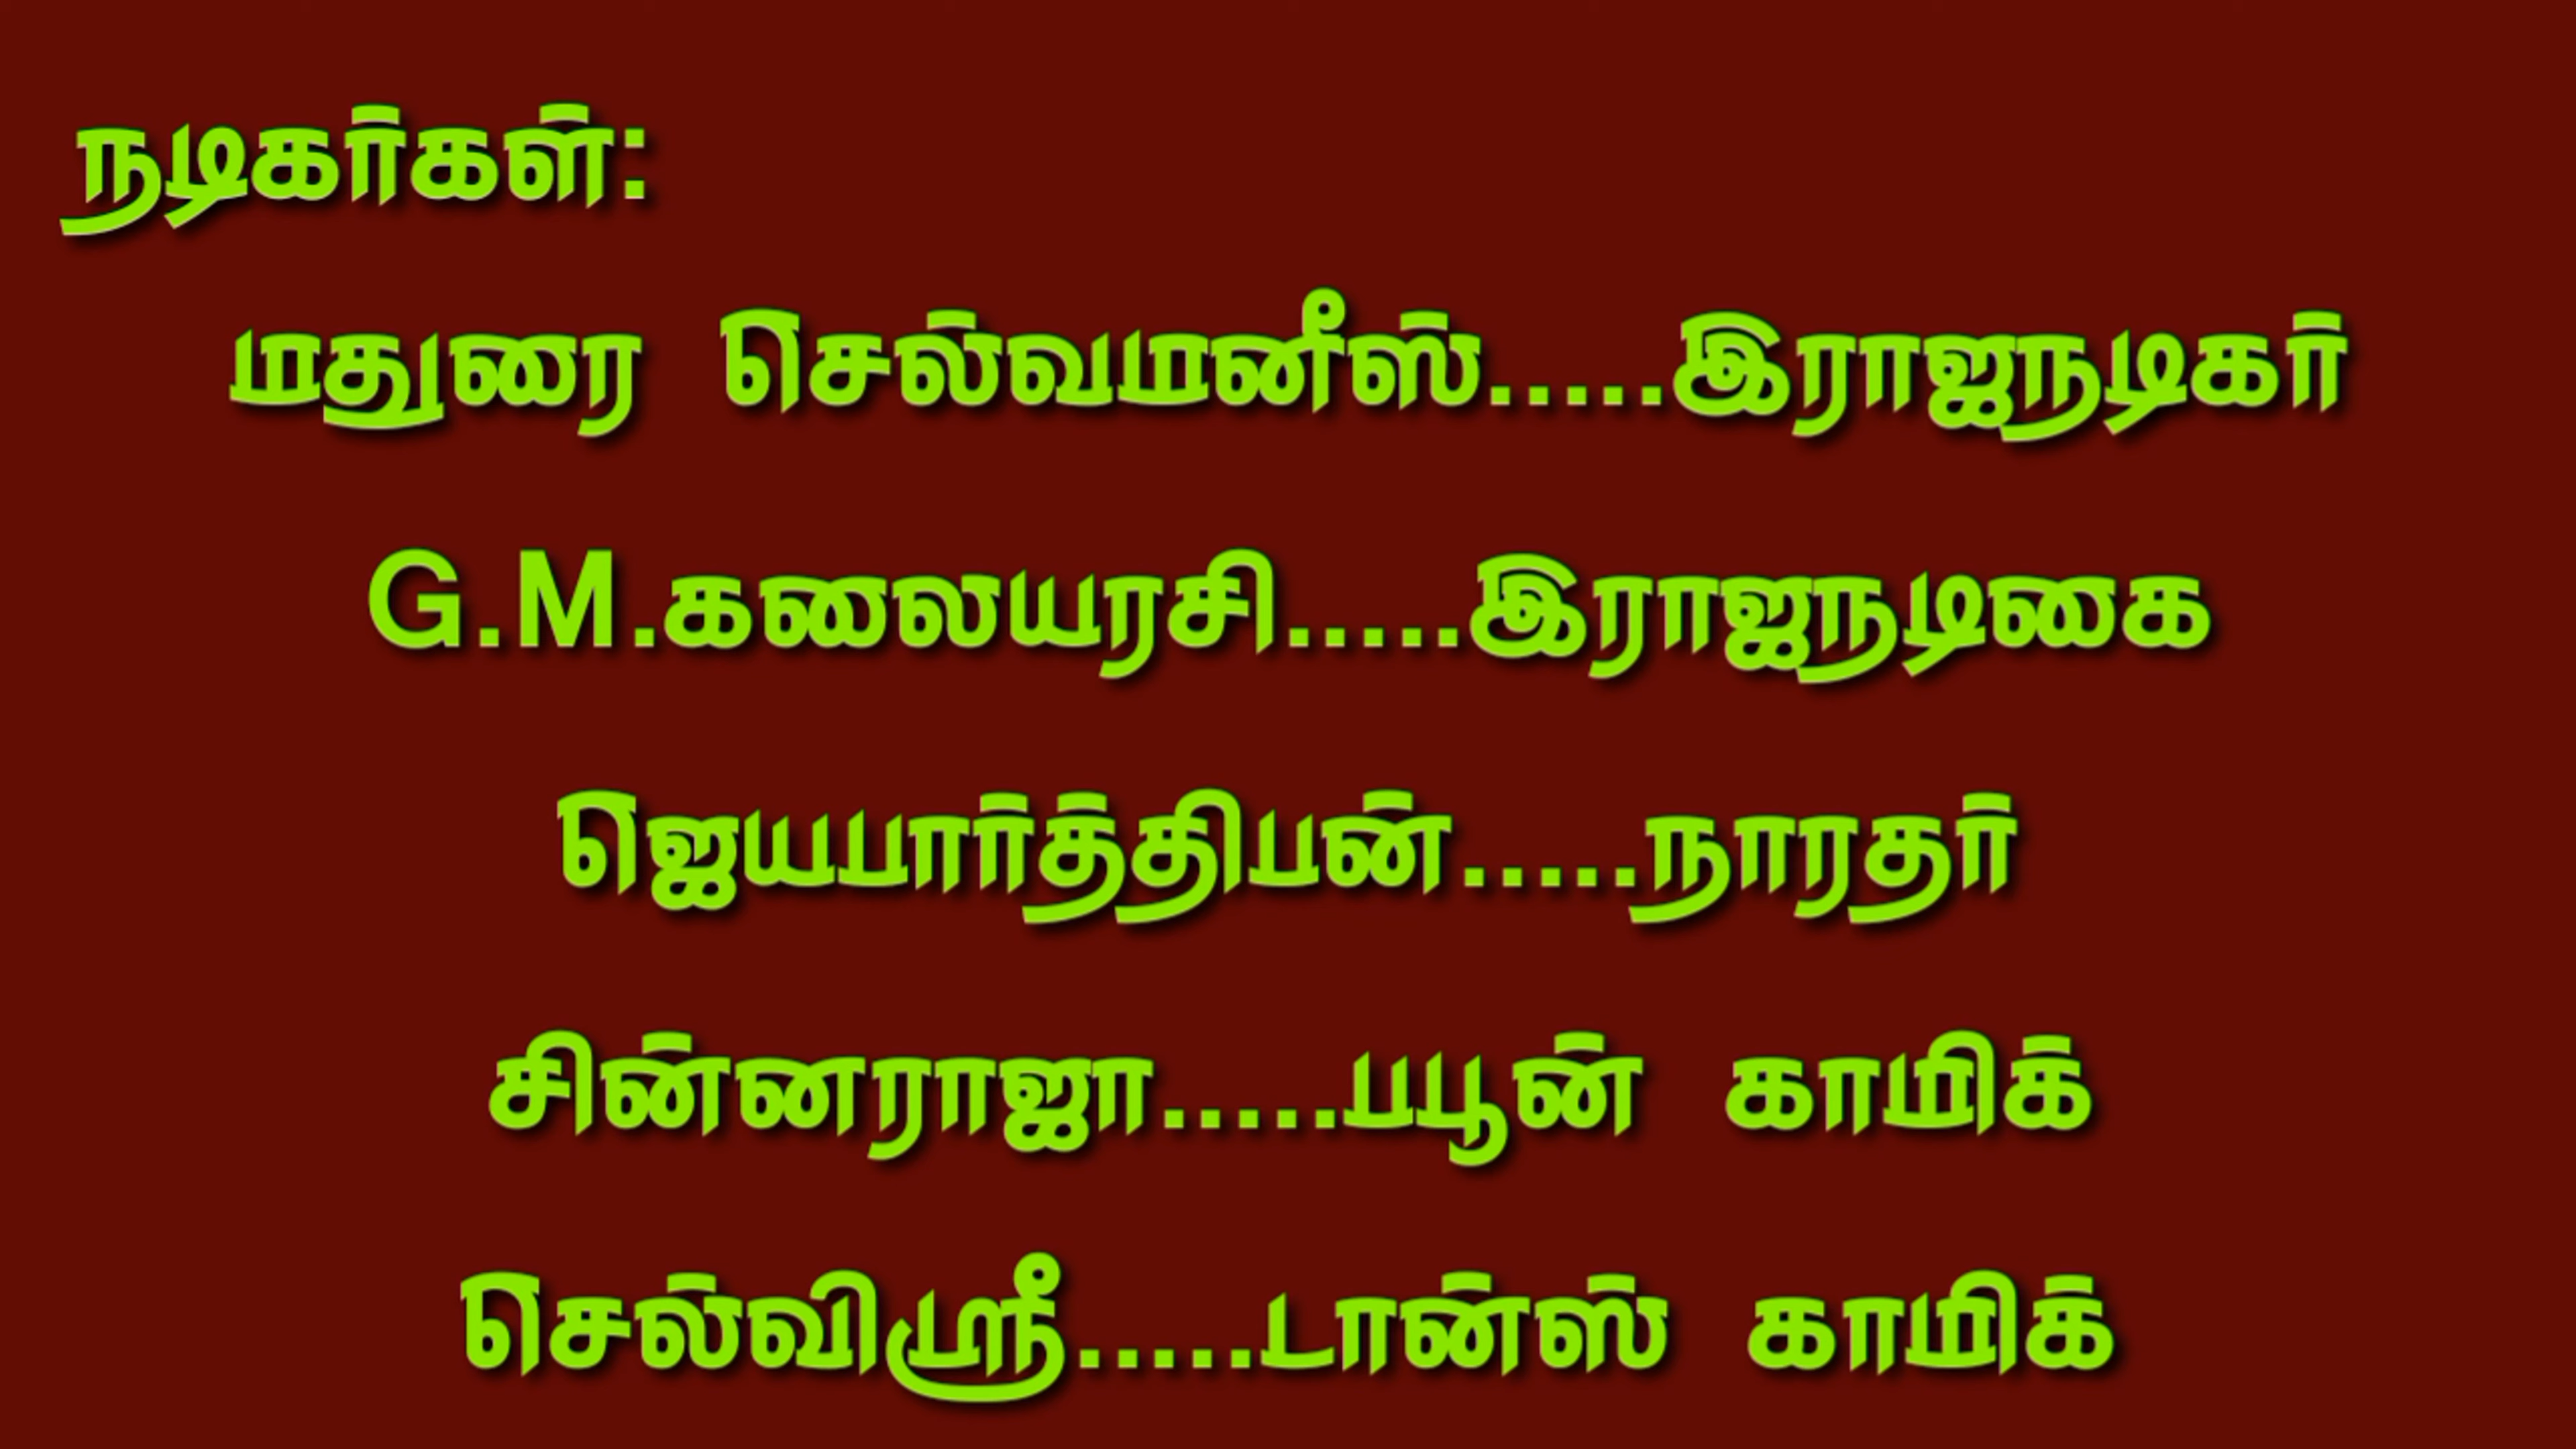 நடிகர்கள்:
மதுரை செல்வமனீஸ்.....இராஜநடிகர்
G.M.கலையரசி.....இராஜநடிகை
ஜெயபார்த்திபன்.....நாரதர்
சின்னராஜா.....பபூன் காமிக்
செல்விஸ்ரீ.....டான்ஸ் காமிக்